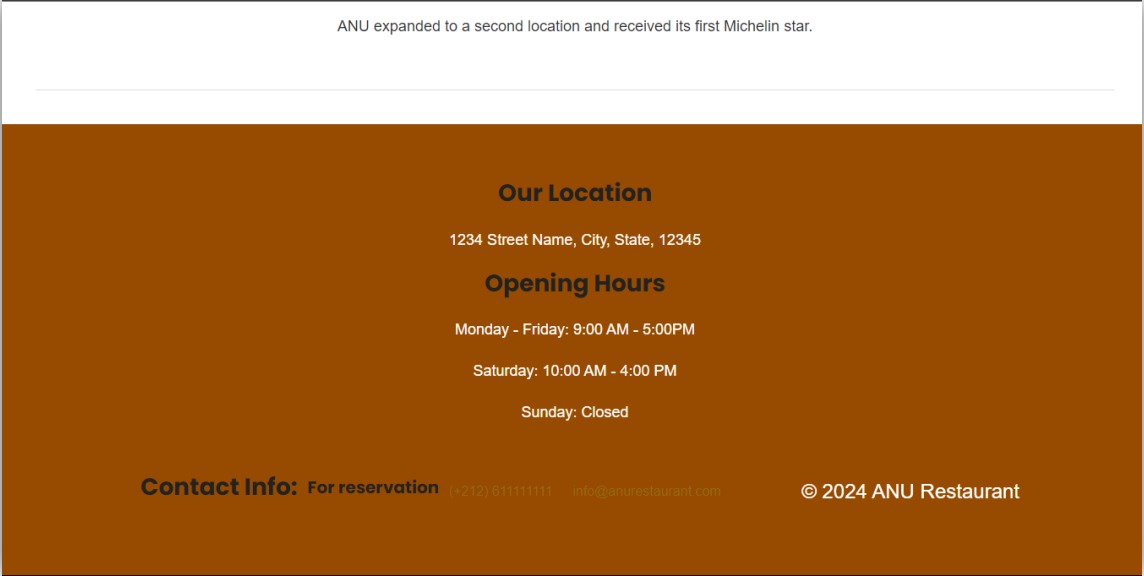 ANU expanded to a second location and received its first Michelin star.
Our Location
1234 Street Name, City, State, 12345
Opening Hours
Monday - Friday: 9:00 AM - 5:00PM
Saturday: 10:00 AM - 4:00 PM
Sunday: Closed
Contact Info: For reservation (+212) 611111111 info@anurestaurant.com © 2024 ANU Restaurant